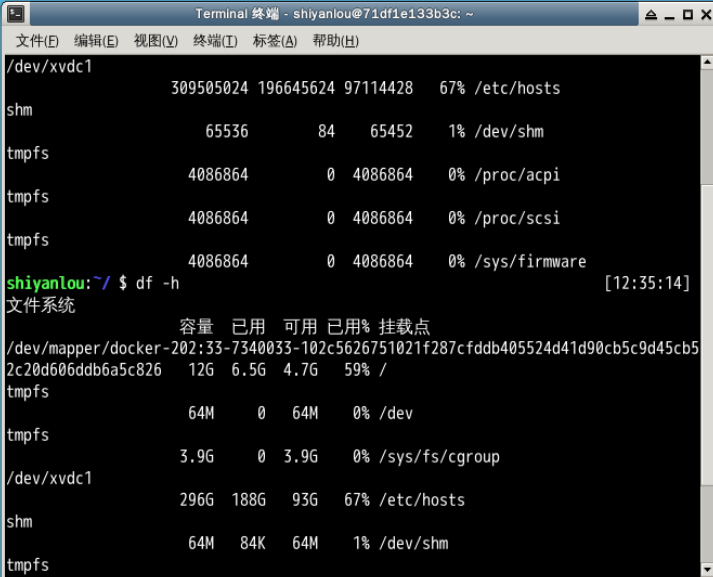 Terminal 终端 - shiyanlou@71df1e133b3c: ~
文件(F) 编辑(E) 视图(V) 终端(T) 标签(A) 帮助(H)
/dev/xvdc1
309505024 196645624 97114428 67% /etc/hosts
shm
65536 84 65452 1% /dev/shm
tmpfs
4086864 0 4086864 0% /proc/acpi
tmpfs
4086864 0 4086864 0% /proc/scsi
tmpfs
4086864 0 4086864 0% /sys/firmware
shiyanlou:~/ $ df -h [12:35:14]
文件系统
容量 已用 可用 已用% 挂载点
/dev/mapper/docker-202:33-7340033-102c5626751021f287cfddb405524d41d90cb5c9d45cb5
2c20d606ddb6a5c826 12G 6.5G 4.7G 59% /
tmpfs
64M 0 64M 0% /dev
tmpfs
3.9G 0 3.9G 0% /sys/fs/cgroup
/dev/xvdc1
296G 188G 93G 67% /etc/hosts
shm
64M 84K 64M 1% /dev/shm
tmpfs